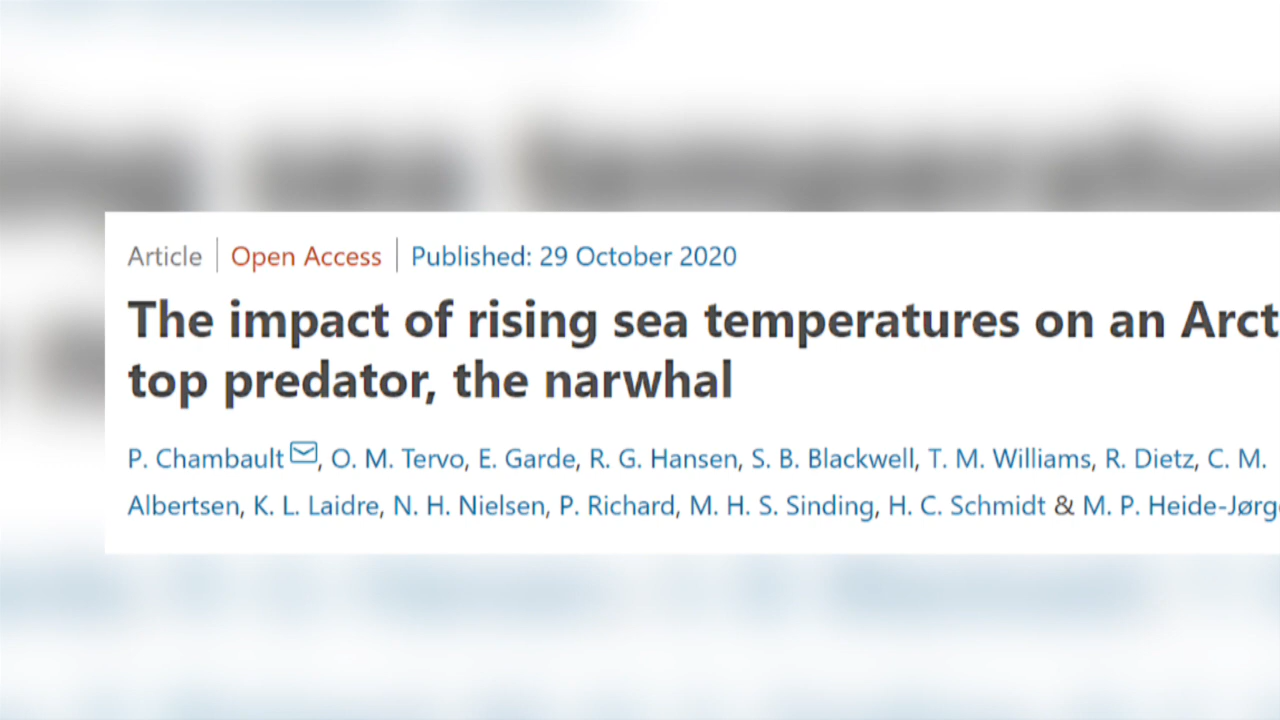 Article | Open Access | Published: 29 October 2020
The impact of rising sea temperatures on an Arct
top predator, the narwhal
P. Chambault, O. M. Tervo, E. Garde, R. G. Hansen, S. B. Blackwell, T. M. Williams, R. Dietz, C. M.
Albertsen, K. L. Laidre, N. H. Nielsen, P. Richard, M. H. S. Sinding, H. C. Schmidt & M. P. Heide-Jørg